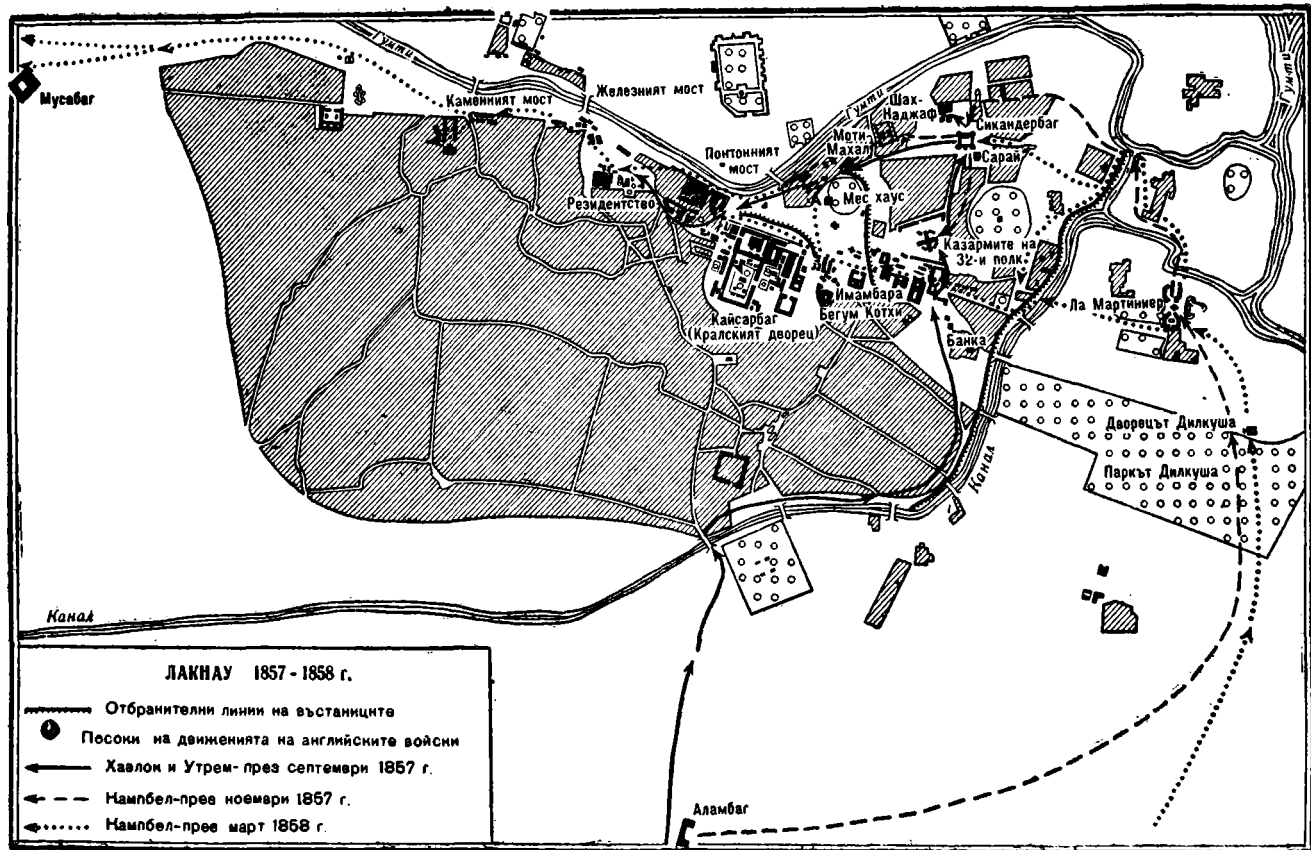 Мусабаг
Гумти
Каменният мост
Железният мост
Понтонният
мост
Гумти
Шах-
Наджаф
Моти
Махал
Сикандербаг
Сарай
Гумти
Резидентство
Мес хаус
Казармите на
32-и полк
Кайсарбаг
(Кралският дворец)
Имамбара
Бегум Котхи
Банка
Ла Мартиниер
Дворецът Дилкуша
Паркът Дилкуша
Канал
Канал
Аламбаг
ЛАКНАУ 1857 - 1858 г.
Отбранителни линии на въстаниците
Посоки на движенията на английските войски
Хавлок и Утрем-през септември 1857 г.
Кампбел-през ноември 1857 г.
Кампбел-през март 1858 г.